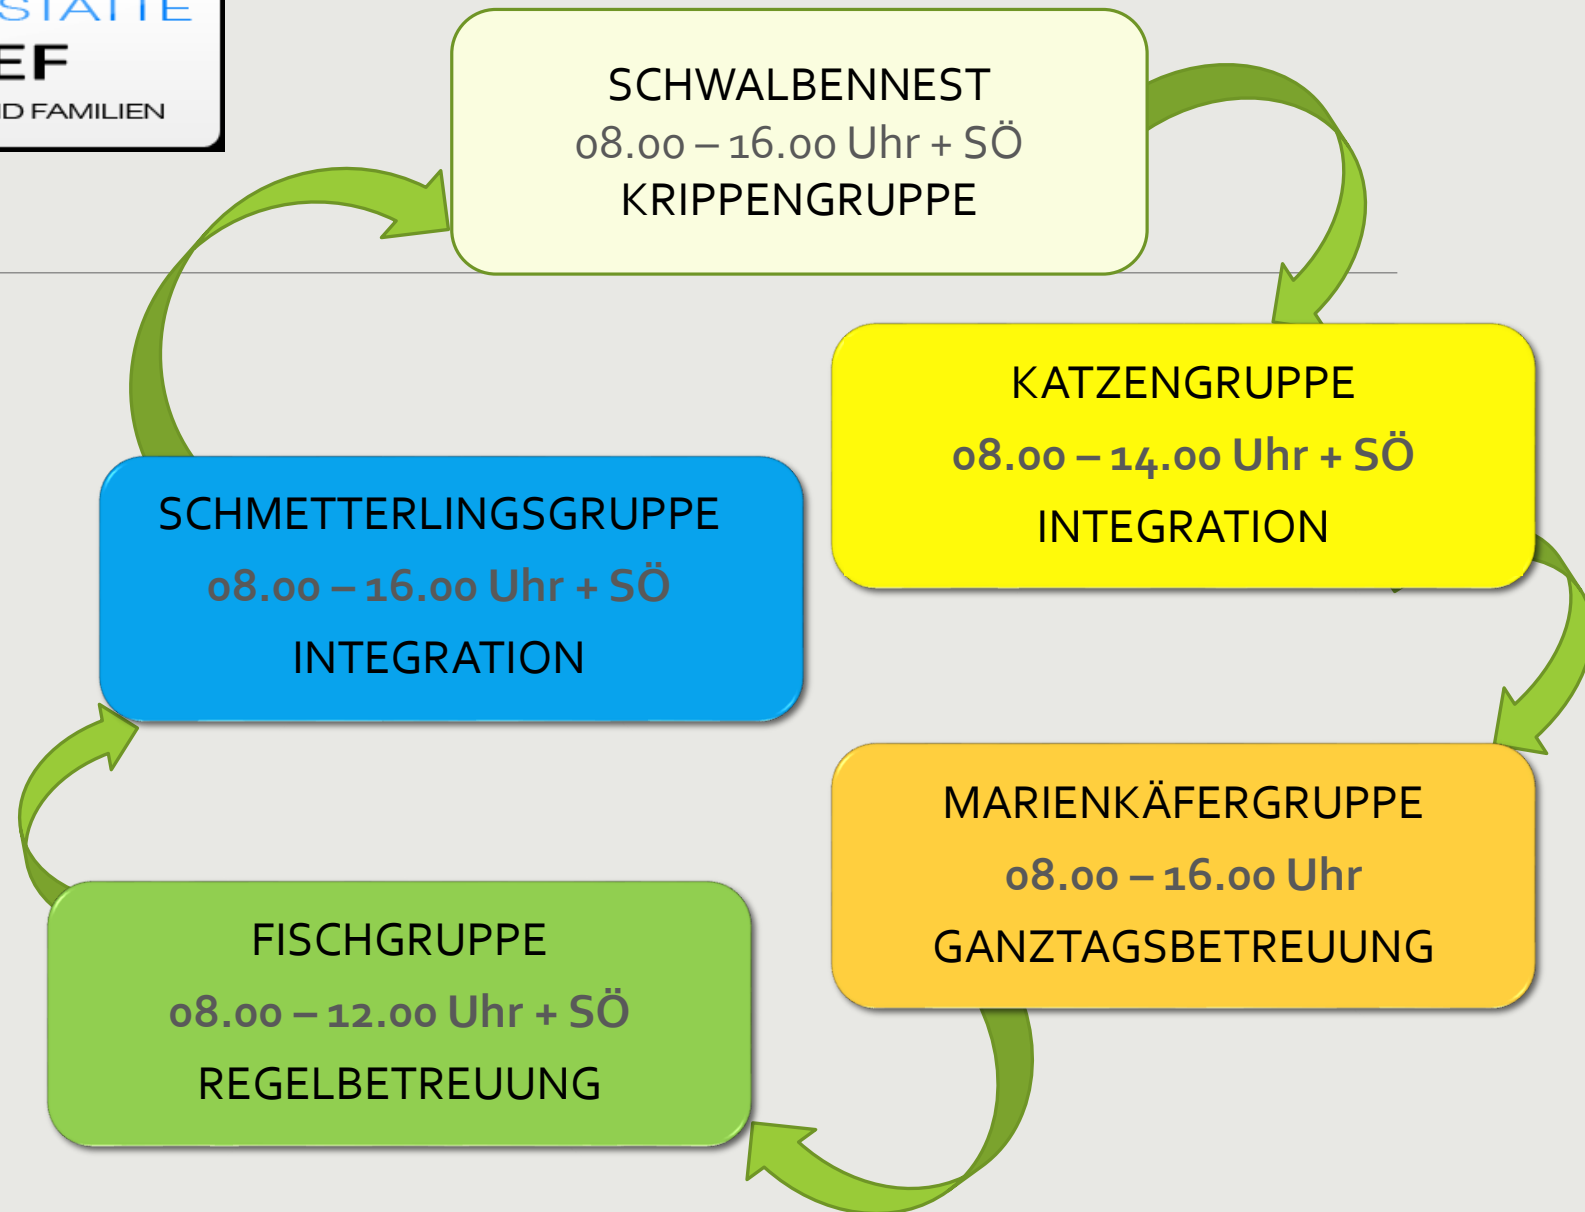 STÄTTE
EF
D FAMILIEN
SCHWALBENNEST
08.00 – 16.00 Uhr + SÖ
KRIPPENGRUPPE
KATZENGRUPPE
08.00 – 14.00 Uhr + SÖ
INTEGRATION
SCHMETTERLINGSGRUPPE
08.00 – 16.00 Uhr + SÖ
INTEGRATION
MARIENKÄFERGRUPPE
08.00 – 16.00 Uhr
GANZTAGSBETREUUNG
FISCHGRUPPE
08.00 – 12.00 Uhr + SÖ
REGELBETREUUNG